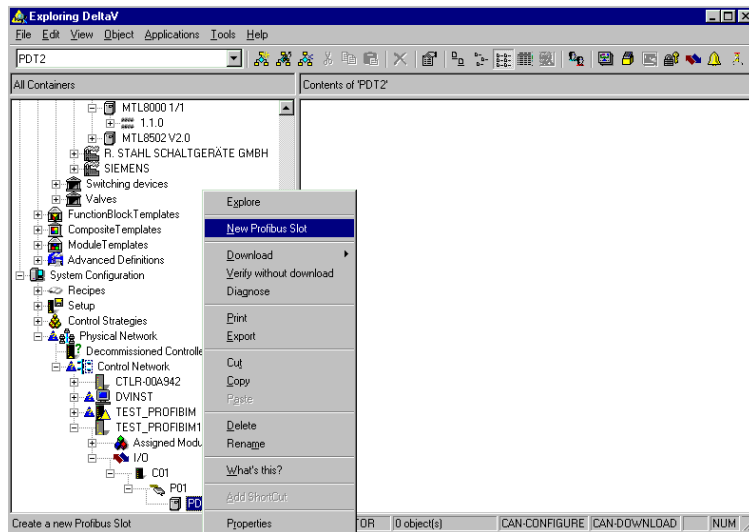 Exploring DeltaV
File Edit View Object Applications Tools Help
PDT2
All Containers
Contents of 'PDT2'
MTL8000 1/1
1.1.0
MTL8502 V2.0
R. STAHL SCHALTGERÄTE GMBH
SIEMENS
Switching devices
Valves
FunctionBlockTemplates
CompositeTemplates
ModuleTemplates
Advanced Definitions
System Configuration
Recipes
Setup
Control Strategies
Physical Network
Decommissioned Controlle
Control Network
CTLR-00A942
DVINST
TEST_PROFIBIM
TEST_PROFIBIM1
Assigned Modu
I/O
C01
P01
PD
Explore
New Profibus Slot
Download
Verify without download
Diagnose
Print
Export
Cut
Copy
Paste
Delete
Rename
What's this?
Add ShortCut
Properties
Create a new Profibus Slot
TOR
0 object(s)
CAN-CONFIGURE
CAN-DOWNLOAD
NUM